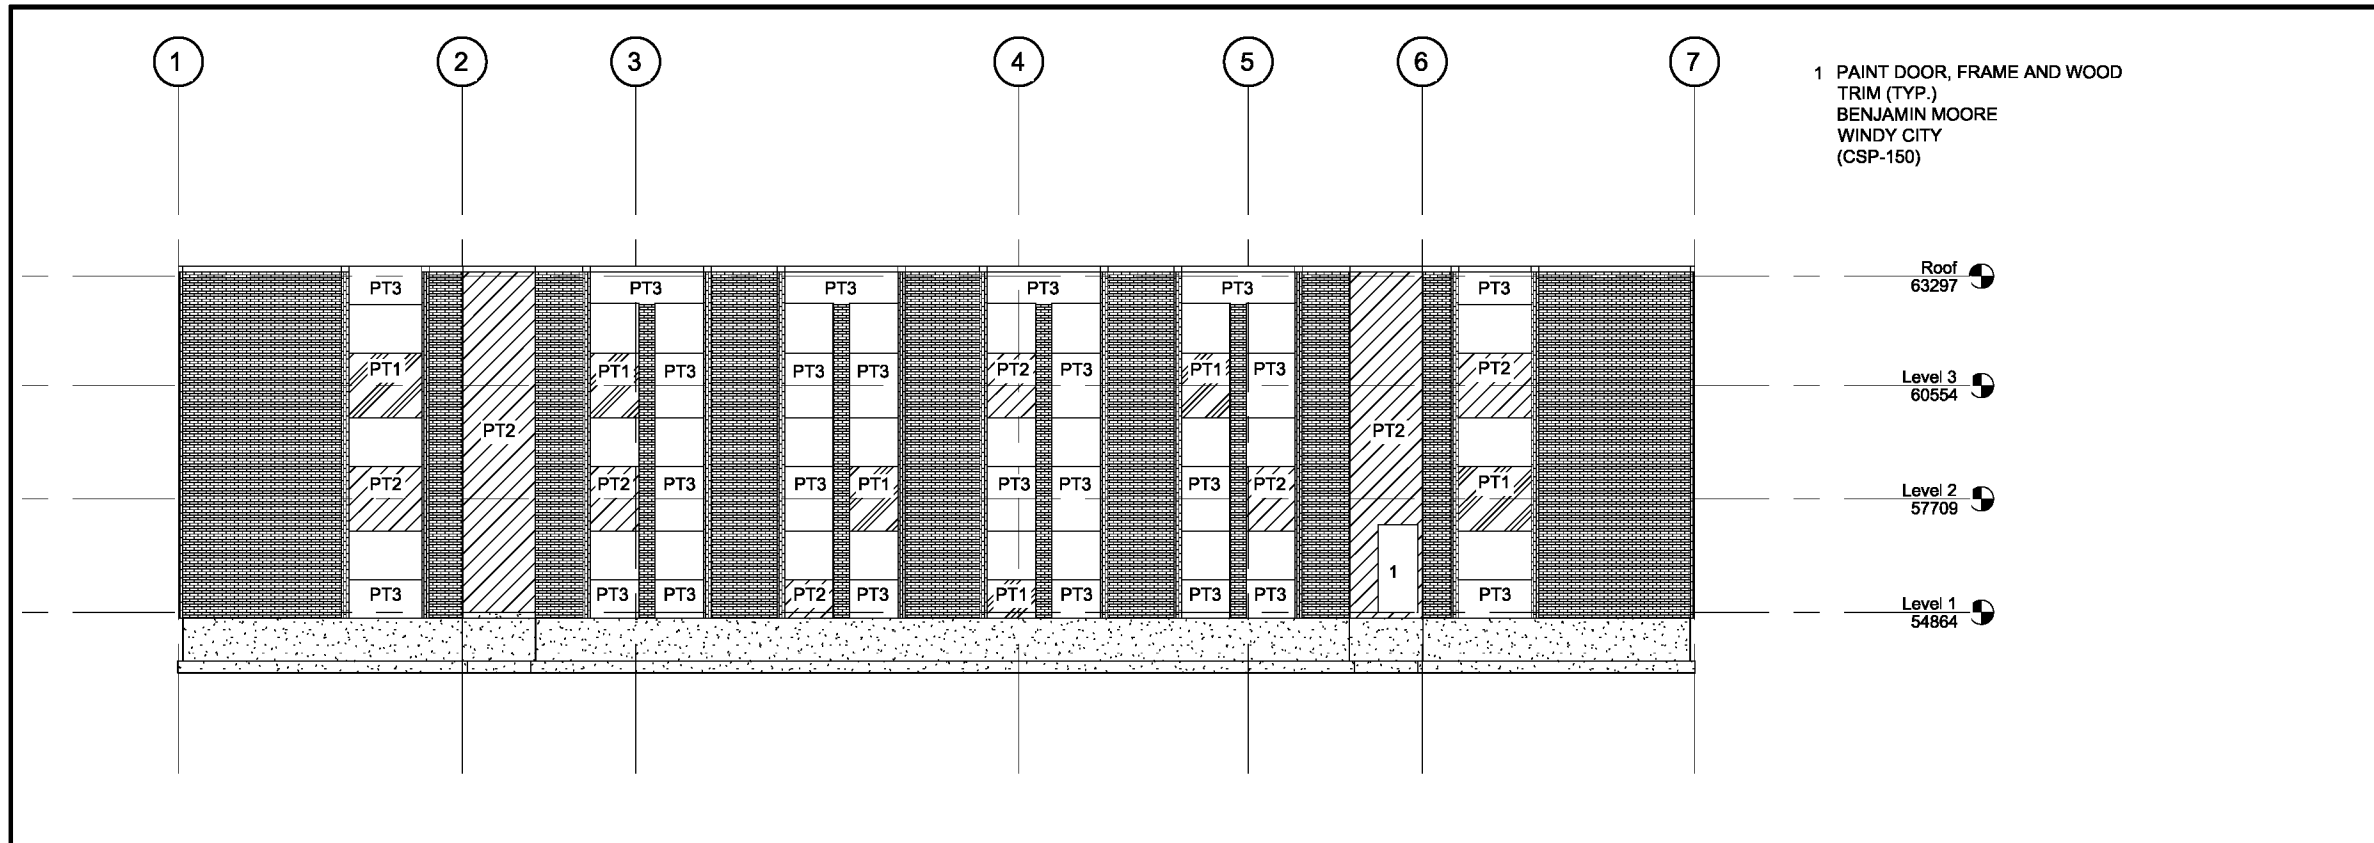 1 2 3 4 5 6 7
1 PAINT DOOR, FRAME AND WOOD
TRIM (TYP.)
BENJAMIN MOORE
WINDY CITY
(CSP-150)
Roof
63297
PT3 PT3 PT3 PT3 PT3 PT3
PT1 PT1 PT3 PT3 PT3 PT2 PT3 PT1 PT3 PT2
Level 3
60554
PT2 PT2
PT2 PT2 PT3 PT3 PT1 PT3 PT3 PT3 PT2 PT1
Level 2
57709
1
PT3 PT3 PT3 PT2 PT3 PT1 PT3 PT3 PT3 PT3
Level 1
54864